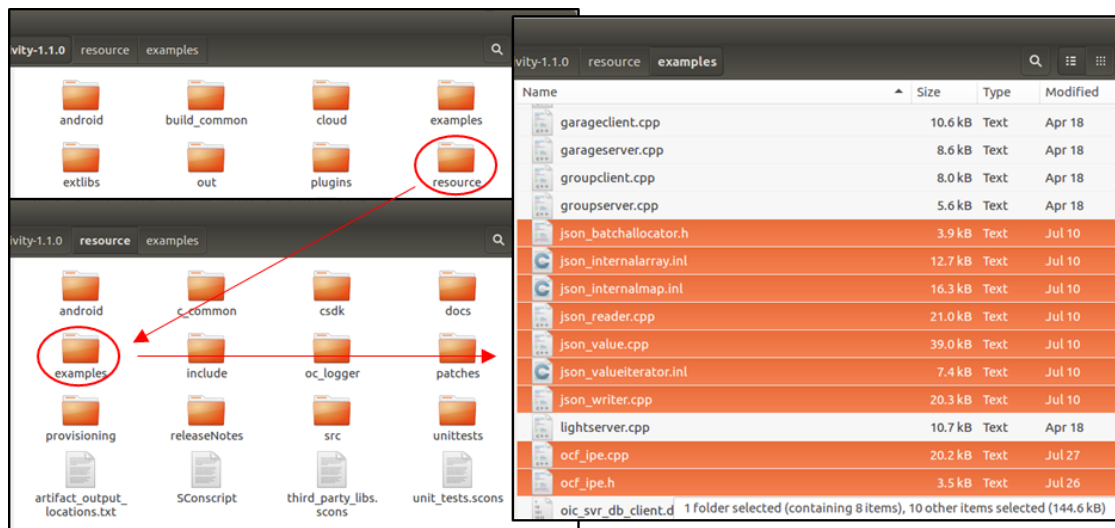 vity-1.1.0 resource examples
android build_common cloud examples
extlibs out plugins resource
ivity-1.1.0 resource examples
android c_common csdk docs
examples include oc_logger patches
provisioning releaseNotes src unittests
artifact_output_ SConscript third_party_libs. unit_tests.scons
locations.txt scons
vity-1.1.0 resource examples
Name Size Type Modified
garageclient.cpp 10.6 kB Text Apr 18
garageserver.cpp 8.6 kB Text Apr 18
groupclient.cpp 8.0 kB Text Apr 18
groupserver.cpp 5.6 kB Text Apr 18
json_batchallocator.h 3.9 kB Text Jul 10
json_internalarray.inl 12.7 kB Text Jul 10
json_internalmap.inl 16.3 kB Text Jul 10
json_reader.cpp 21.0 kB Text Jul 10
json_value.cpp 39.0 kB Text Jul 10
json_valueiterator.inl 7.4 kB Text Jul 10
json_writer.cpp 20.3 kB Text Jul 10
lightserver.cpp 10.7 kB Text Apr 18
ocf_ipe.cpp 20.2 kB Text Jul 27
ocf_ipe.h 3.5 kB Text Jul 26
oic_svr_db_client.d 1 folder selected (containing 8 items), 10 other items selected (144.6 kB)